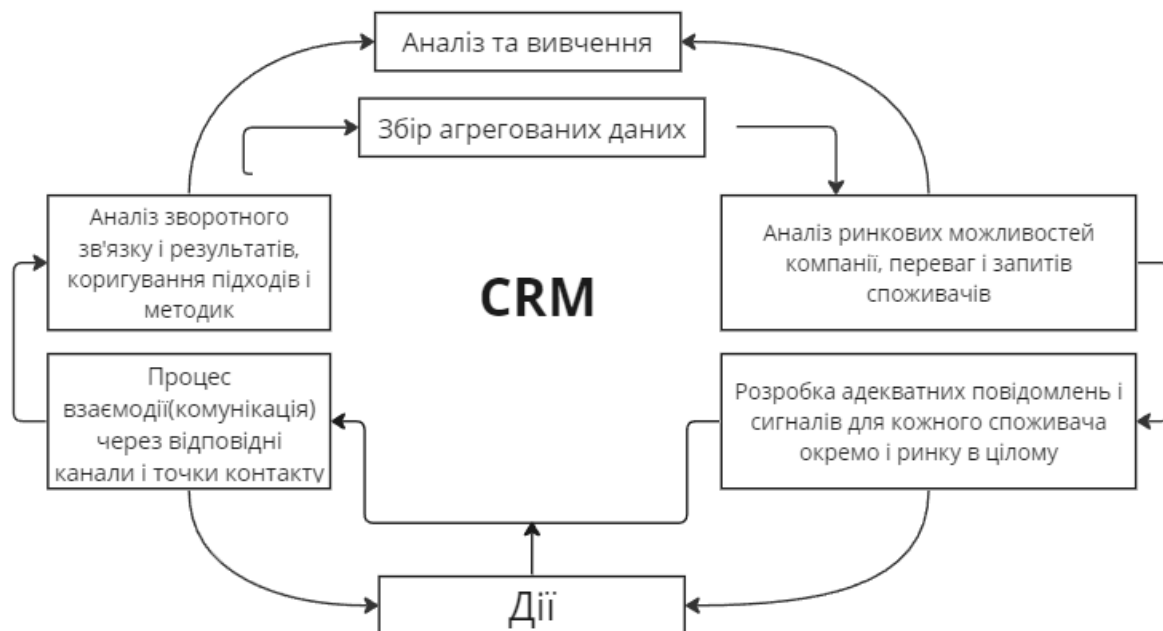 Аналіз та вивчення
Збір агрегованих даних
Аналіз зворотного
зв'язку і результатів,
коригування підходів і
методик
Аналіз ринкових можливостей
компанії, переваг і запитів
споживачів
CRM
Процес
взаємодії(комунікація)
через відповідні
канали і точки контакту
Розробка адекватних повідомлень і
сигналів для кожного споживача
окремо і ринку в цілому
Дії